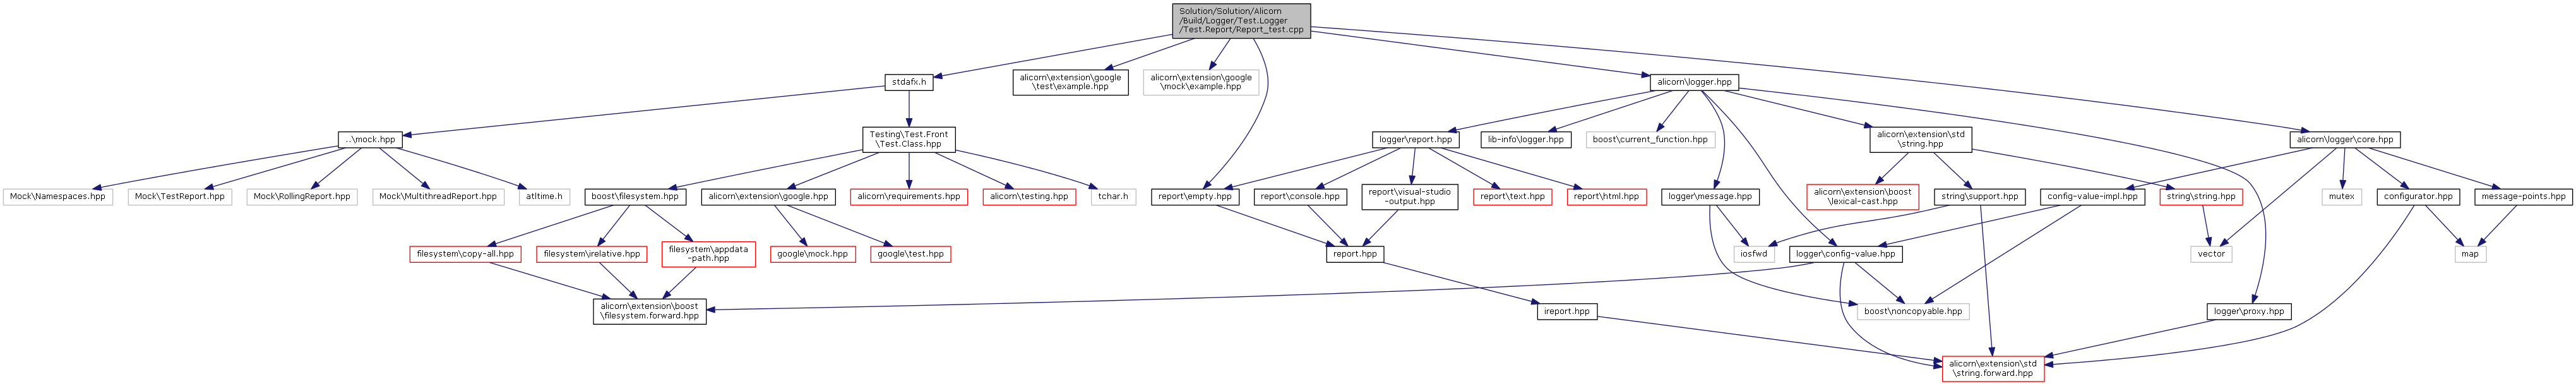 Solution/Solution/Alicorn
/Build/Logger/Test.Logger
/Test.Report/Report_test.cpp
stdafx.h
alicorn\extension\google
\test\example.hpp
alicorn\extension\google
\mock\example.hpp
alicorn\logger.hpp
..\mock.hpp
Testing\Test.Front
\Test.Class.hpp
logger\report.hpp
lib-info\logger.hpp
boost\current_function.hpp
alicorn\extension\std
\string.hpp
alicorn\logger\core.hpp
Mock\Namespaces.hpp
Mock\TestReport.hpp
Mock\RollingReport.hpp
Mock\MultithreadReport.hpp
atltime.h
boost\filesystem.hpp
alicorn\extension\google.hpp
alicorn\requirements.hpp
alicorn\testing.hpp
tchar.h
report\empty.hpp
report\console.hpp
report\visual-studio
-output.hpp
report\text.hpp
report\html.hpp
logger\message.hpp
alicorn\extension\boost
\lexical-cast.hpp
string\support.hpp
config-value-impl.hpp
string\string.hpp
mutex
configurator.hpp
message-points.hpp
filesystem\copy-all.hpp
filesystem\irelative.hpp
filesystem\appdata
-path.hpp
google\mock.hpp
google\test.hpp
report.hpp
iosfwd
logger\config-value.hpp
vector
map
alicorn\extension\boost
\filesystem.forward.hpp
ireport.hpp
boost\noncopyable.hpp
logger\proxy.hpp
alicorn\extension\std
\string.forward.hpp